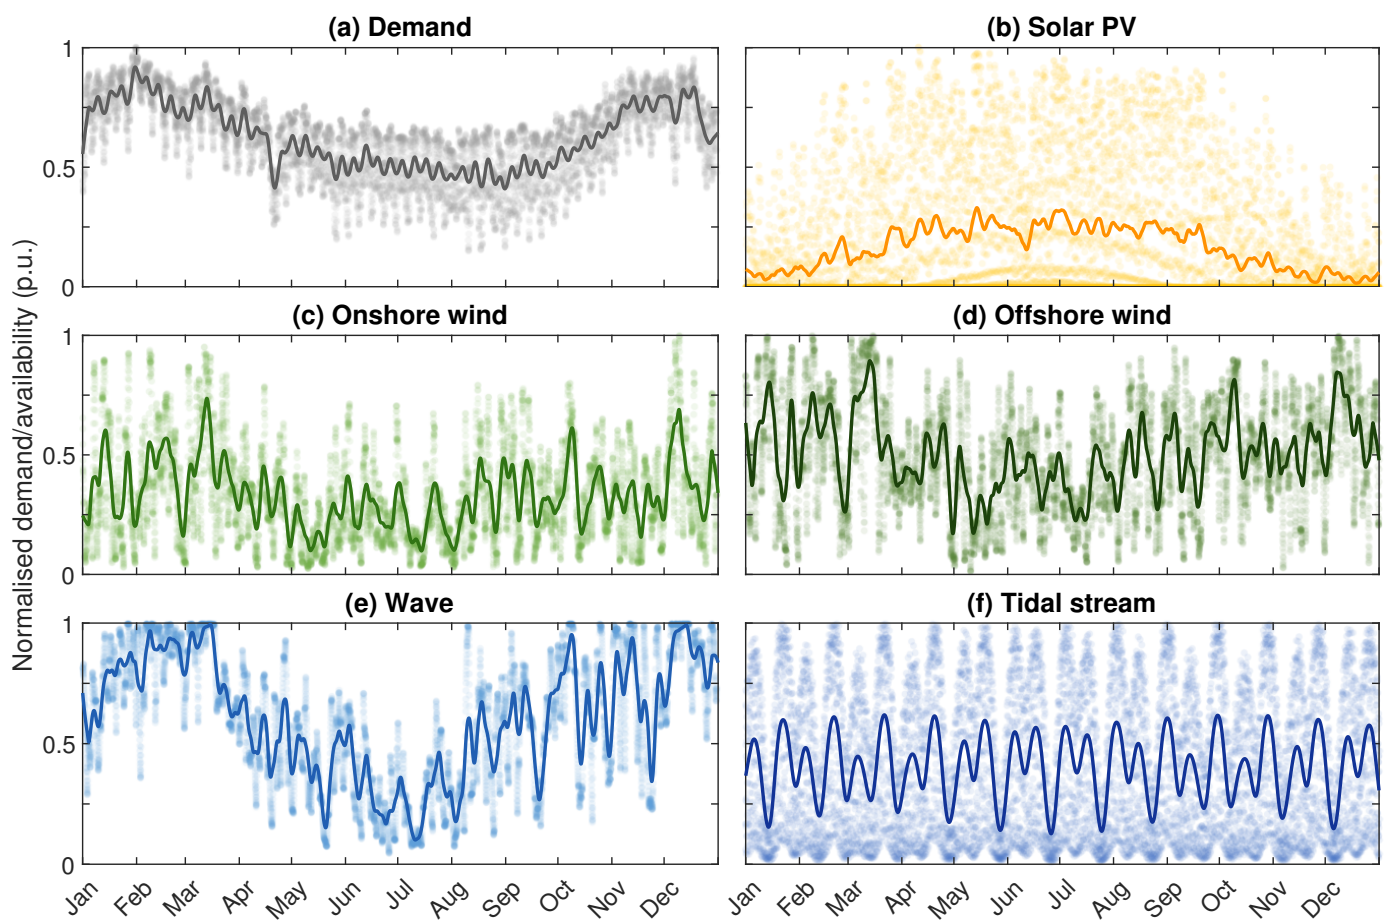 (a) Demand
(b) Solar PV
1
0.5
0
(c) Onshore wind
(d) Offshore wind
1
0.5
0
(e) Wave
(f) Tidal stream
1
0.5
0
Normalised demand/availability (p.u.)
Jan Feb Mar Apr May Jun Jul Aug Sep Oct Nov Dec
Jan Feb Mar Apr May Jun Jul Aug Sep Oct Nov Dec